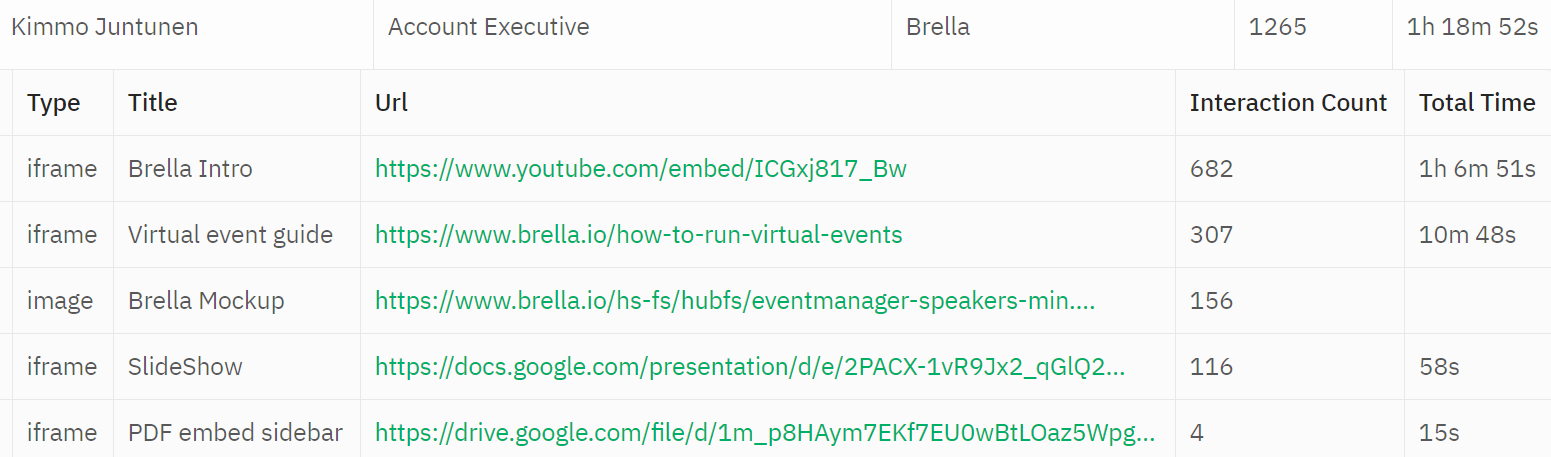 Kimmo Juntunen Account Executive Brella 1265 1h 18m 52s
Type Title Url Interaction Count Total Time
iframe Brella Intro https://www.youtube.com/embed/ICGxj817_Bw 682 1h 6m 51s
iframe Virtual event guide https://www.brella.io/how-to-run-virtual-events 307 10m 48s
image Brella Mockup https://www.brella.io/hs-fs/hubfs/eventmanager-speakers-min.... 156
iframe SlideShow https://docs.google.com/presentation/d/e/2PACX-1vR9Jx2_qGlQ2... 116 58s
iframe PDF embed sidebar https://drive.google.com/file/d/1m_p8HAym7EKf7EU0wBtLOaz5Wpg... 4 15s